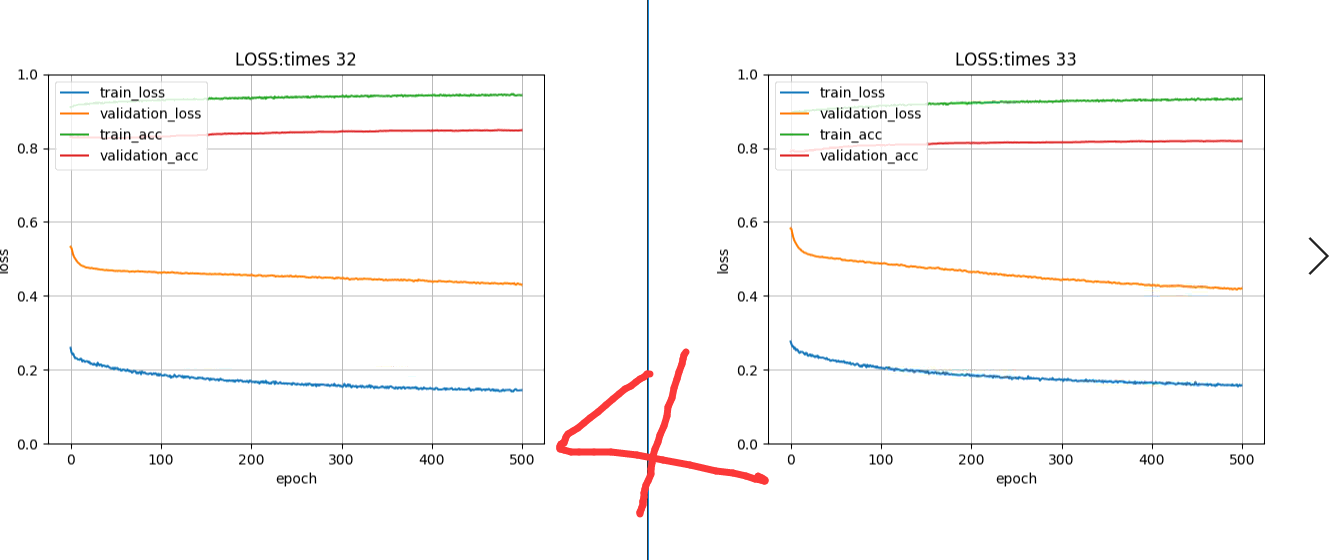 LOSS:times 32
1.0
0.8
0.6
0.4
0.2
0.0
loss
train_loss
validation_loss
train_acc
validation_acc
0 100 200 300 400 500
epoch
LOSS:times 33
1.0
0.8
0.6
0.4
0.2
0.0
loss
train_loss
validation_loss
train_acc
validation_acc
0 100 200 300 400 500
epoch
4